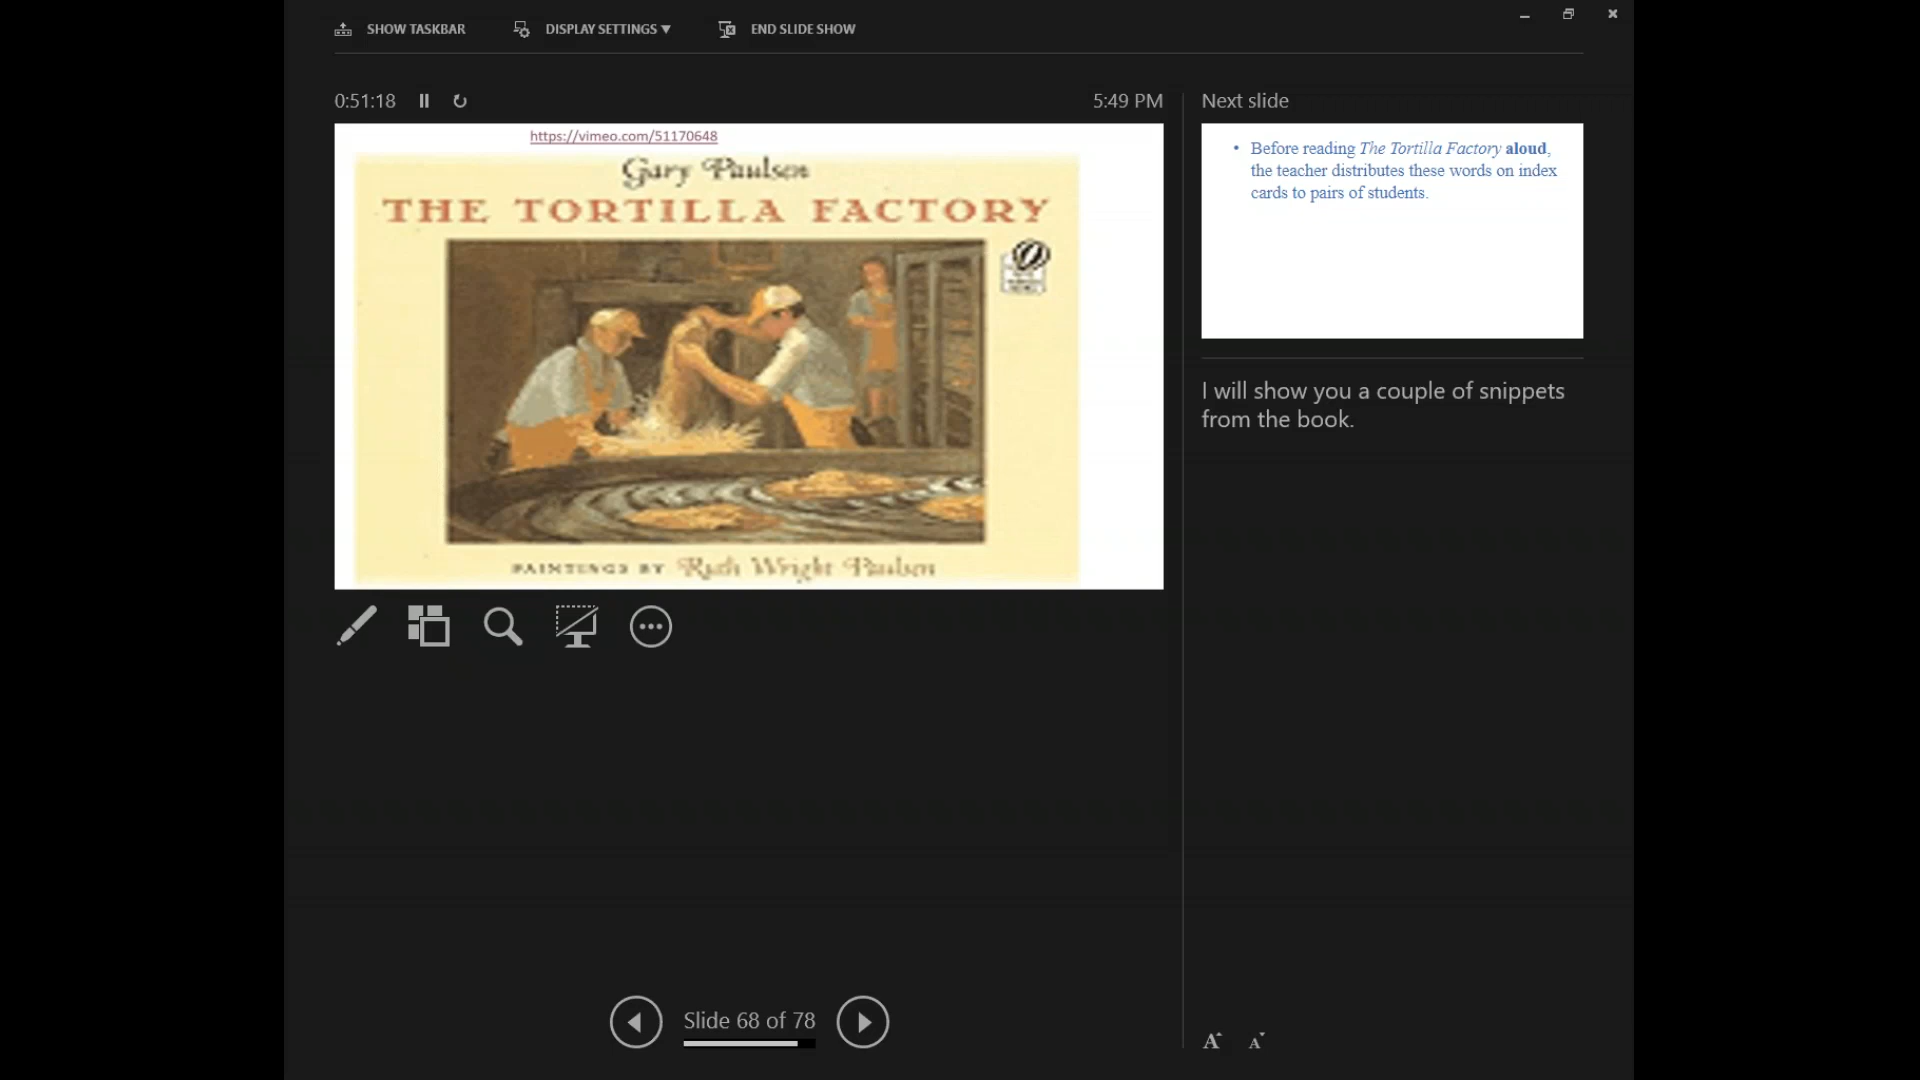 SHOW TASKBAR
DISPLAY SETTINGS ▼
END SLIDE SHOW
0:51:18
5:49 PM
https://vimeo.com/51170648
Gary Paulsen
THE TORTILLA FACTORY
PAINTINGS BY Ruth Wright Paulsen
Slide 68 of 78
Next slide
• Before reading The Tortilla Factory aloud,
the teacher distributes these words on index
cards to pairs of students.
I will show you a couple of snippets
from the book.
A A